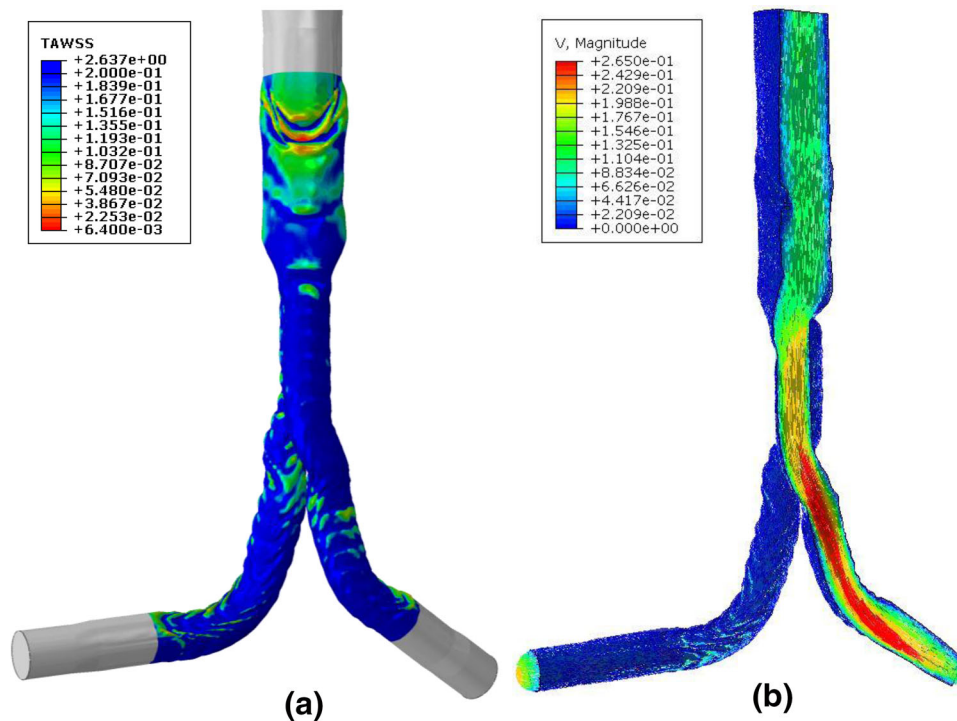 TAWSS
+2.637e+00
+2.000e-01
+1.839e-01
+1.677e-01
+1.516e-01
+1.355e-01
+1.193e-01
+1.032e-01
+8.707e-02
+7.093e-02
+5.480e-02
+3.867e-02
+2.253e-02
+6.400e-03
V, Magnitude
+2.650e-01
+2.429e-01
+2.209e-01
+1.988e-01
+1.767e-01
+1.546e-01
+1.325e-01
+1.104e-01
+8.834e-02
+6.626e-02
+4.417e-02
+2.209e-02
+0.000e+00
(a)
(b)